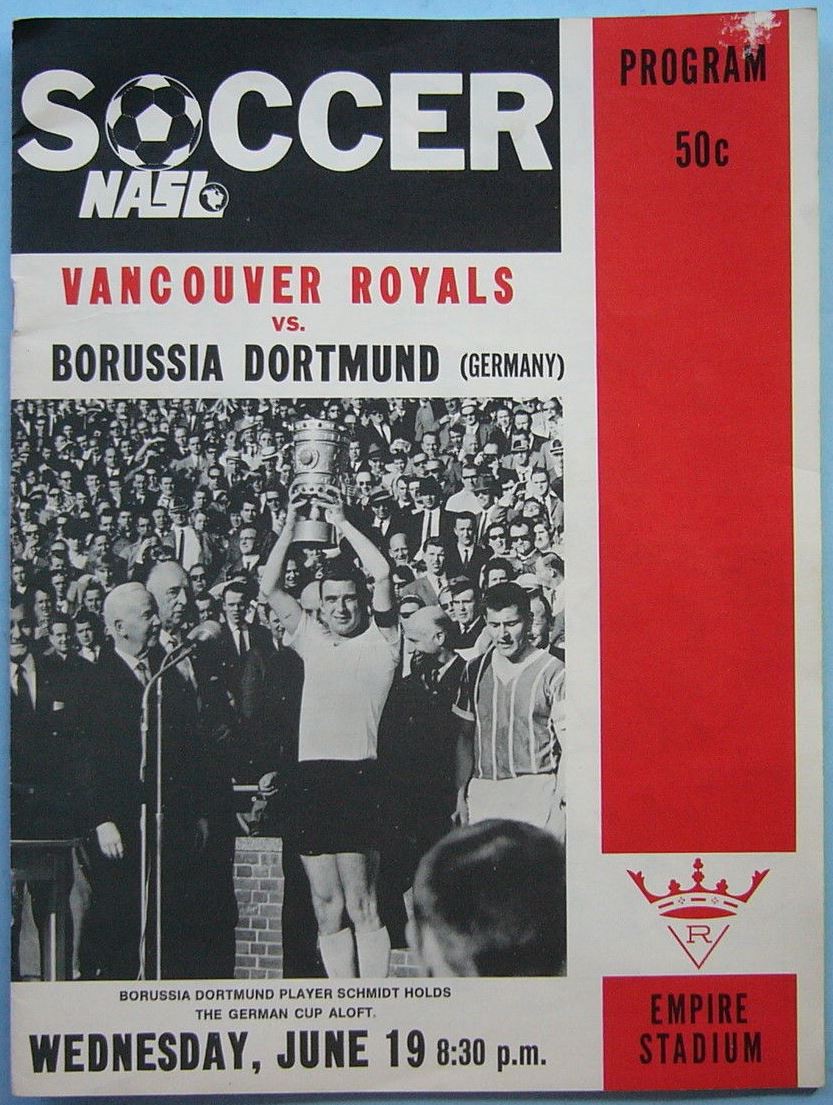 SOCCER
NASL
VANCOUVER ROYALS
VS.
BORUSSIA DORTMUND (GERMANY)
BORUSSIA DORTMUND PLAYER SCHMIDT HOLDS
THE GERMAN CUP ALOFT.
WEDNESDAY, JUNE 19 8:30 p.m.
PROGRAM
50c
R
EMPIRE
STADIUM